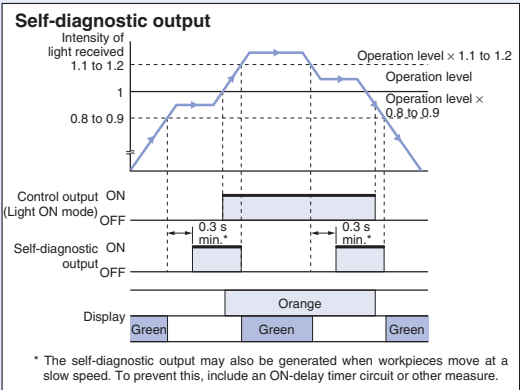 Self-diagnostic output
Intensity of
light received
1.1 to 1.2
Operation level × 1.1 to 1.2
Operation level
1
Operation level ×
0.8 to 0.9
0.8 to 0.9
Control output
(Light ON mode)
ON
OFF
0.3 s
min.*
0.3 s
min.*
Self-diagnostic
output
ON
OFF
Display
Orange
Green
Green
Green
* The self-diagnostic output may also be generated when workpieces move at a
slow speed. To prevent this, include an ON-delay timer circuit or other measure.